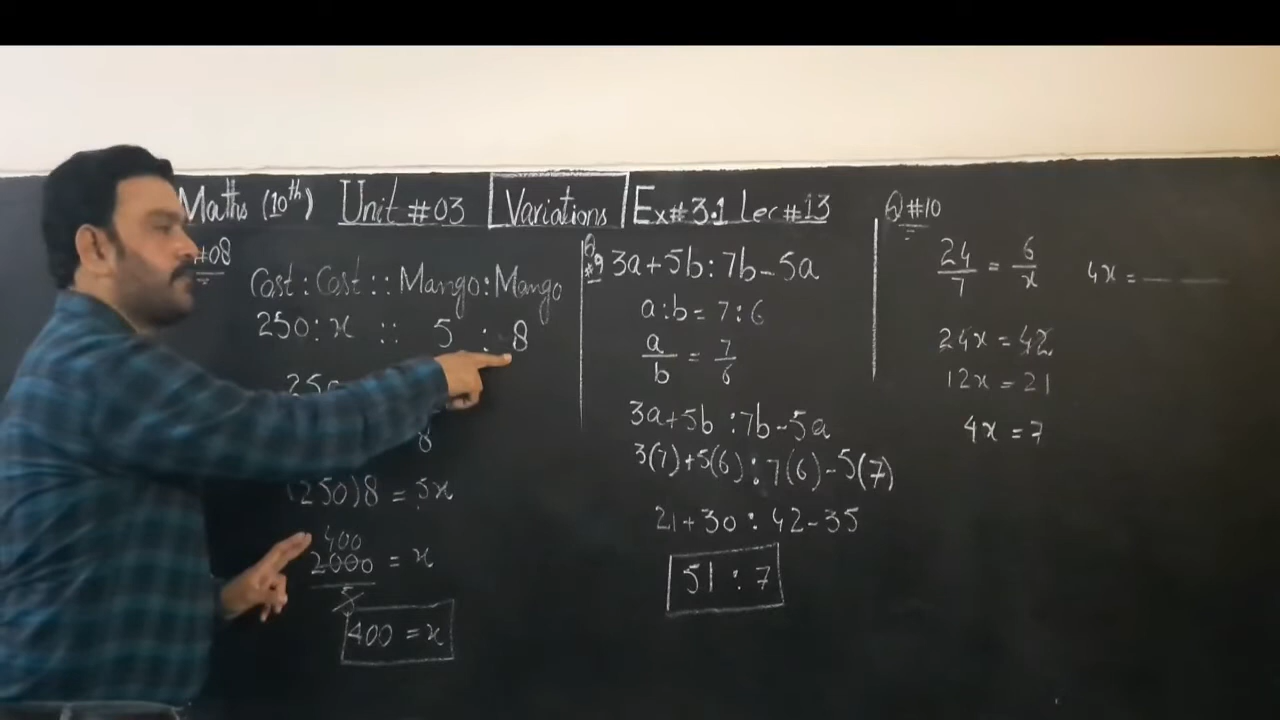 Maths (10th) Unit #03 Variations Ex#3.1 Lec#13
#08
Cost : Cost :: Mango : Mango
250 : x :: 5 : 8
250
8
(250)8 = 5x
400
2000 = x
5
400 = x
Q#9 3a+5b : 7b-5a
a : b = 7 : 6
a/b = 7/6
3a+5b : 7b-5a
3(7)+5(6) : 7(6)-5(7)
21+30 : 42-35
51 : 7
Q#10
24/7 = 6/x
4x =
24x = 42
12x = 21
4x = 7